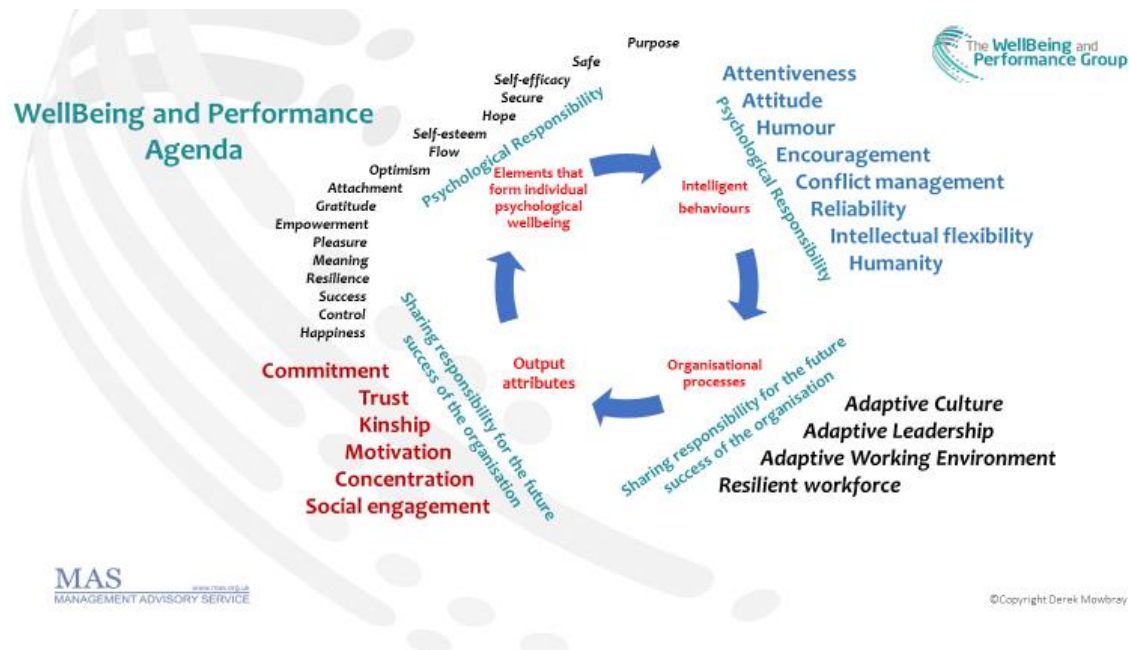 WellBeing and Performance
Agenda
The WellBeing and
Performance Group
Purpose
Safe
Self-efficacy
Secure
Hope
Self-esteem
Flow
Optimism
Attachment
Gratitude
Empowerment
Pleasure
Meaning
Resilience
Success
Control
Happiness
Psychological Responsibility
Elements that
form individual
psychological
wellbeing
Intelligent
behaviours
Psychological Responsibility
Attentiveness
Attitude
Humour
Encouragement
Conflict management
Reliability
Intellectual flexibility
Humanity
Organisational
processes
Sharing responsibility for the future
success of the organisation
Adaptive Culture
Adaptive Leadership
Adaptive Working Environment
Resilient workforce
Output
attributes
Sharing responsibility for the future
success of the organisation
Commitment
Trust
Kinship
Motivation
Concentration
Social engagement
MAS
www.mas.org.uk
MANAGEMENT ADVISORY SERVICE
©Copyright Derek Mowbray